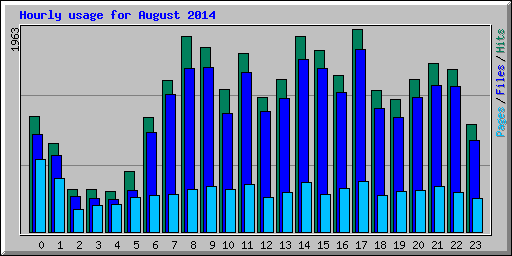 Hourly usage for August 2014
1963
Pages/Files/Hits
0 1 2 3 4 5 6 7 8 9 10 11 12 13 14 15 16 17 18 19 20 21 22 23